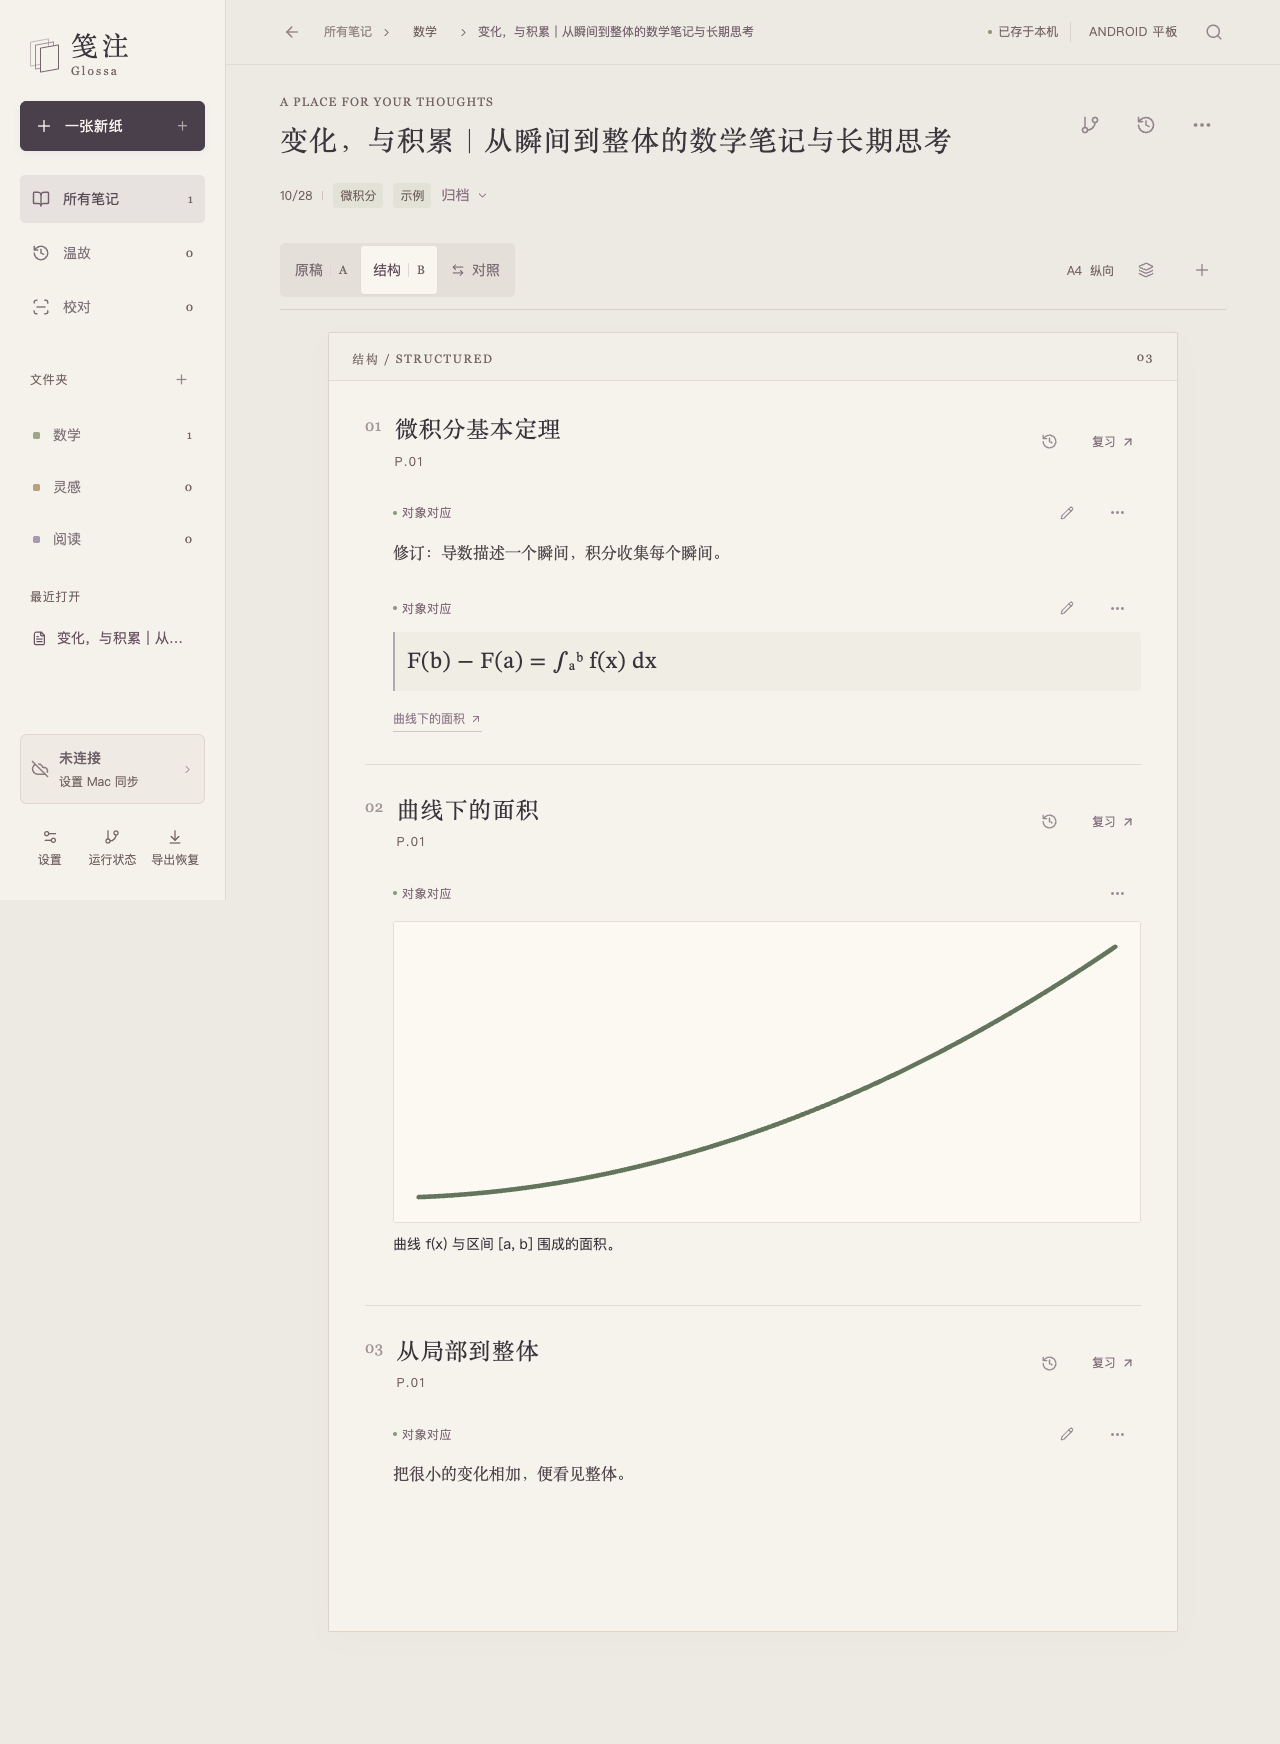 笺注
Glossa
一张新纸
所有笔记 1
温故 0
校对 0
文件夹
数学 1
灵感 0
阅读 0
最近打开
变化，与积累｜从...
未连接
设置 Mac 同步
设置 运行状态 导出恢复
所有笔记 数学 变化，与积累｜从瞬间到整体的数学笔记与长期思考
已存于本机 ANDROID 平板
A PLACE FOR YOUR THOUGHTS
变化，与积累｜从瞬间到整体的数学笔记与长期思考
10/28 微积分 示例 归档
原稿 A 结构 B 对照
A4 纵向
结构 / STRUCTURED 03
01 微积分基本定理
P.01
复习
对象对应
修订：导数描述一个瞬间，积分收集每个瞬间。
对象对应
F(b) − F(a) = ∫ₐᵇ f(x) dx
曲线下的面积
02 曲线下的面积
P.01
复习
对象对应
曲线 f(x) 与区间 [a, b] 围成的面积。
03 从局部到整体
P.01
复习
对象对应
把很小的变化相加，便看见整体。